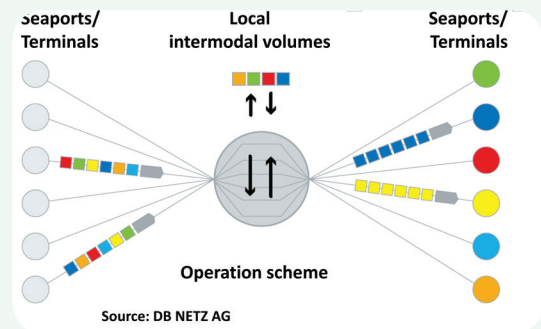 Seaports/
Terminals
Local
intermodal volumes
Seaports/
Terminals
Operation scheme
Source: DB NETZ AG